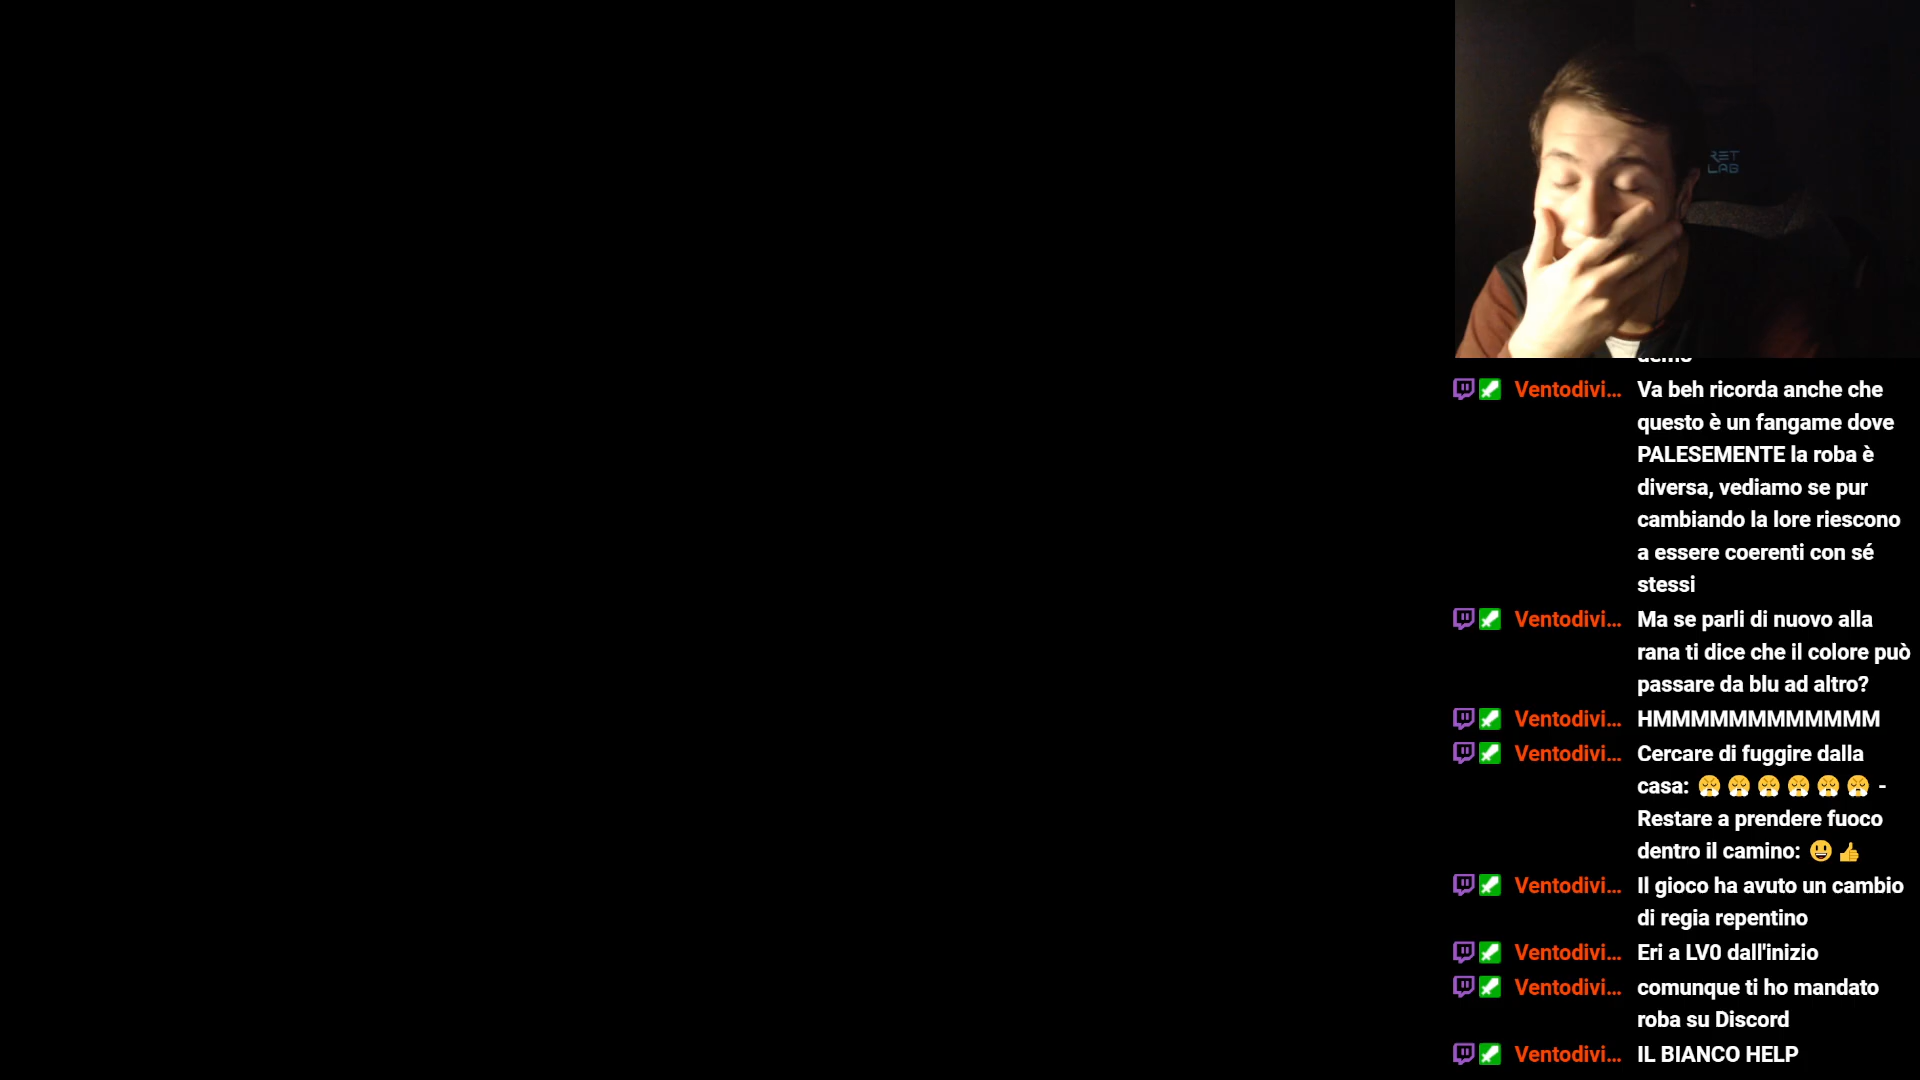 RET
LAB
demo
Ventodivi... Va beh ricorda anche che
questo è un fangame dove
PALESEMENTE la roba è
diversa, vediamo se pur
cambiando la lore riescono
a essere coerenti con sé
stessi
Ventodivi... Ma se parli di nuovo alla
rana ti dice che il colore può
passare da blu ad altro?
Ventodivi... HMMMMMMMMMMMM
Ventodivi... Cercare di fuggire dalla
casa: 😤 😤 😤 😤 😤 😤 -
Restare a prendere fuoco
dentro il camino: 😃 👍
Ventodivi... Il gioco ha avuto un cambio
di regia repentino
Ventodivi... Eri a LV0 dall'inizio
Ventodivi... comunque ti ho mandato
roba su Discord
Ventodivi... IL BIANCO HELP